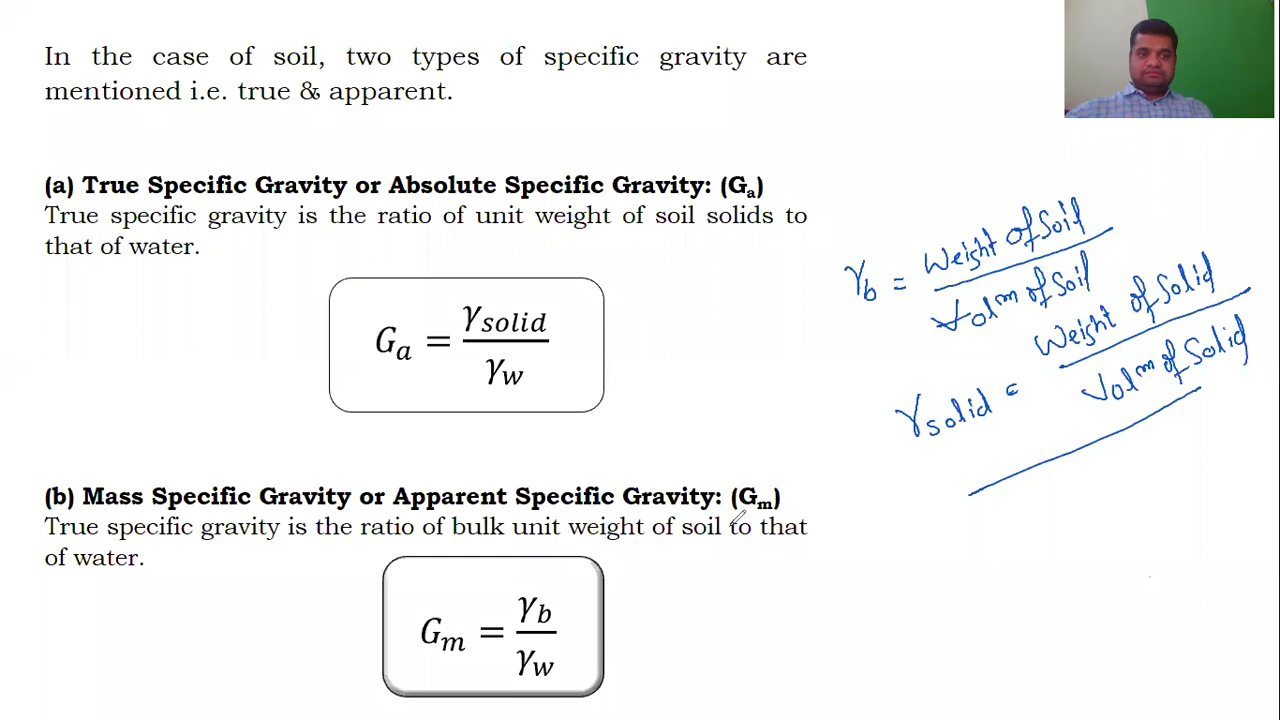 In the case of soil, two types of specific gravity are
mentioned i.e. true & apparent.
(a) True Specific Gravity or Absolute Specific Gravity: (Gₐ)
True specific gravity is the ratio of unit weight of soil solids to
that of water.
Gₐ = γsolid / γw
(b) Mass Specific Gravity or Apparent Specific Gravity: (Gₘ)
True specific gravity is the ratio of bulk unit weight of soil to that
of water.
Gₘ = γb / γw
γb = Weight of Soil / Volᵐ of Soil
γsolid = Weight of Solid / Volᵐ of Solid